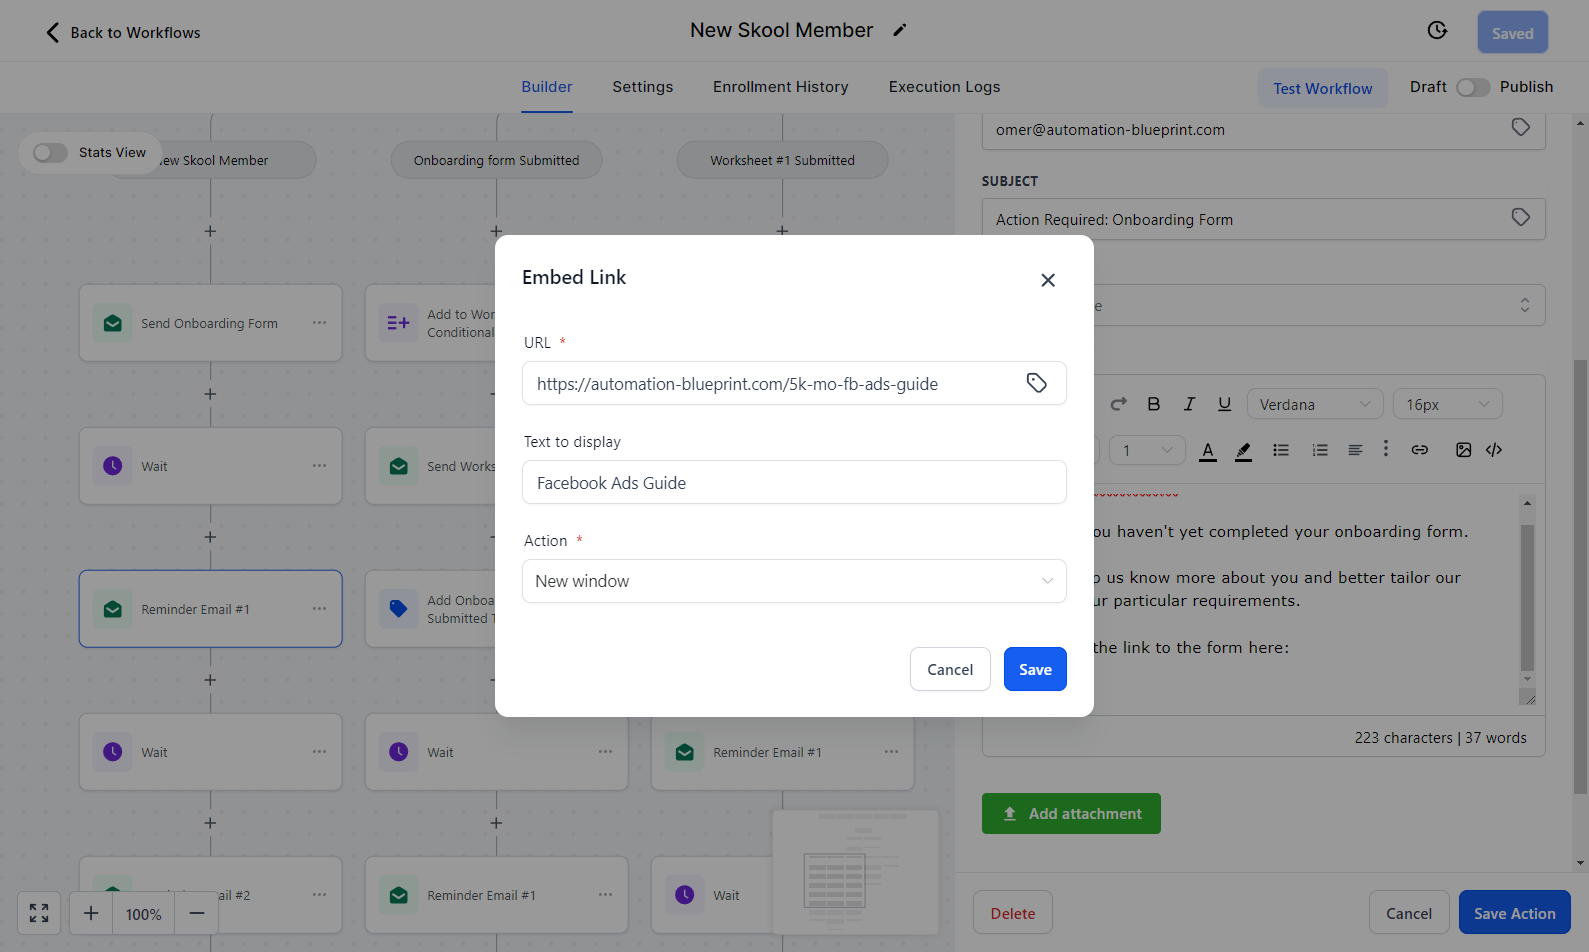 Back to Workflows
New Skool Member
Saved
Builder
Settings
Enrollment History
Execution Logs
Test Workflow
Draft
Publish
Stats View
New Skool Member
Onboarding form Submitted
Worksheet #1 Submitted
omer@automation-blueprint.com
SUBJECT
Action Required: Onboarding Form
Embed Link
URL *
https://automation-blueprint.com/5k-mo-fb-ads-guide
Text to display
Facebook Ads Guide
Action *
New window
Cancel
Save
Send Onboarding Form
Add to Wor
Conditional
Wait
Send Works
Reminder Email #1
Add Onboa
Submitted T
Wait
Wait
Reminder Email #1
ail #2
Reminder Email #1
Wait
100%
B I U
Verdana
16px
1
A
ou haven't yet completed your onboarding form.
us know more about you and better tailor our
ur particular requirements.
the link to the form here:
223 characters | 37 words
Add attachment
Delete
Cancel
Save Action